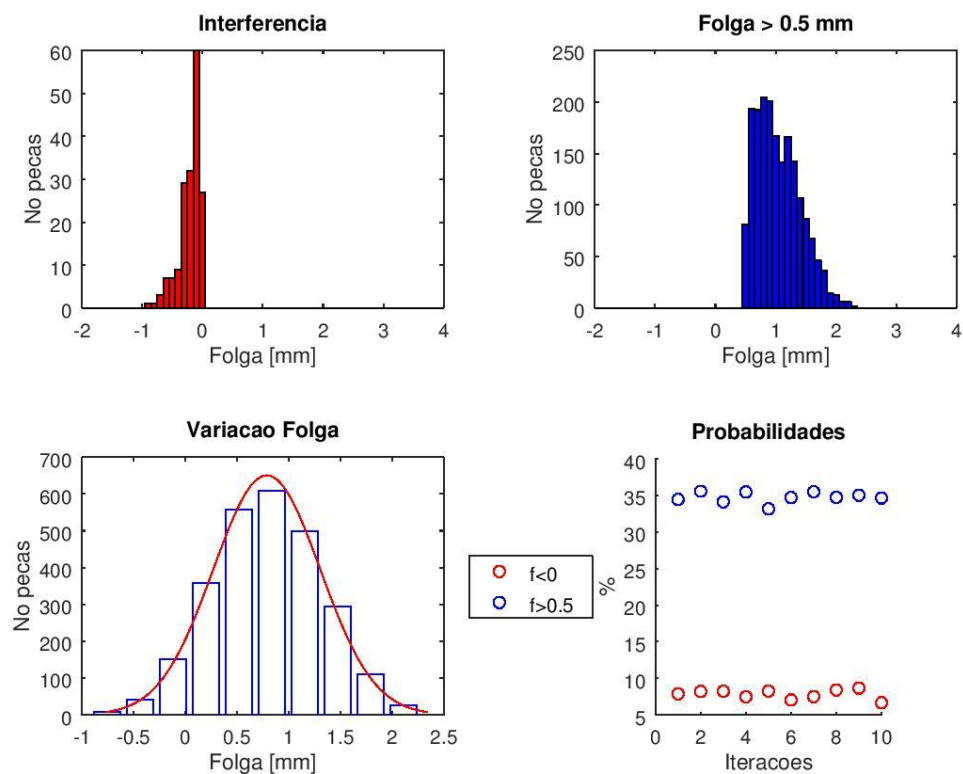 Interferencia
No pecas
60
50
40
30
20
10
0
-2 -1 0 1 2 3 4
Folga [mm]
Folga > 0.5 mm
No pecas
250
200
150
100
50
0
-2 -1 0 1 2 3 4
Folga [mm]
Variacao Folga
No pecas
700
600
500
400
300
200
100
0
-1 -0.5 0 0.5 1 1.5 2 2.5
Folga [mm]
f<0
f>0.5
Probabilidades
%
40
35
30
25
20
15
10
5
0 2 4 6 8 10
Iteracoes